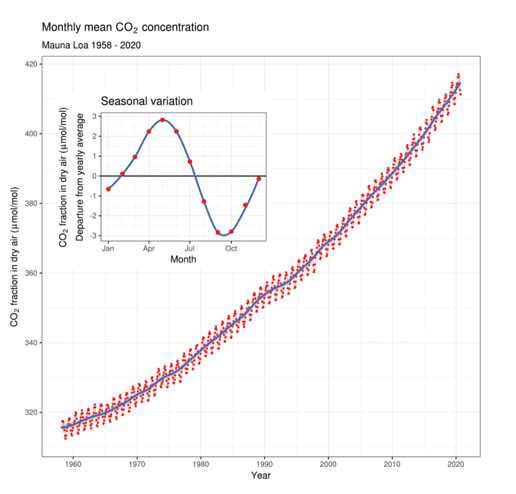 Monthly mean CO₂ concentration
Mauna Loa 1958 - 2020
420
400
380
360
340
320
CO₂ fraction in dry air (µmol/mol)
1960 1970 1980 1990 2000 2010 2020
Year
Seasonal variation
3
2
1
0
-1
-2
-3
CO₂ fraction in dry air (µmol/mol)
Departure from yearly average
Jan Apr Jul Oct
Month